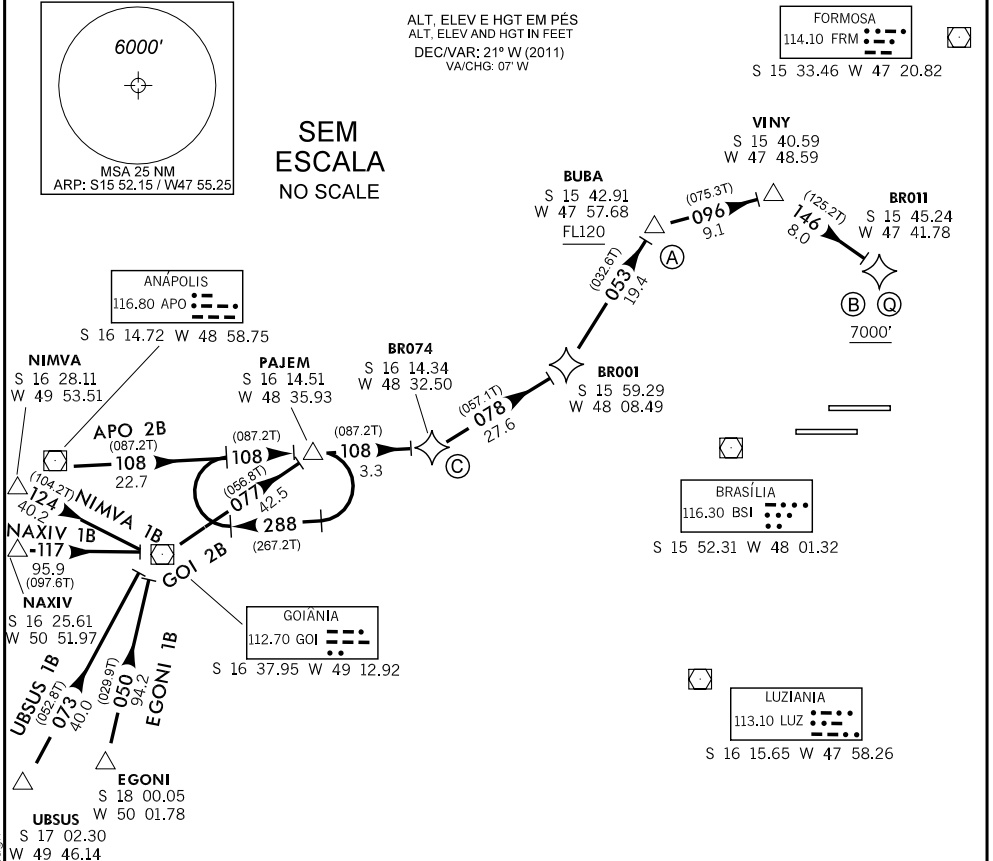 6000'
MSA 25 NM
ARP: S15 52.15 / W47 55.25
ALT, ELEV E HGT EM PÉS
ALT, ELEV AND HGT IN FEET
DEC/VAR: 21º W (2011)
VA/CHG: 07' W
SEM
ESCALA
NO SCALE
FORMOSA
114.10 FRM
S 15 33.46 W 47 20.82
VINY
S 15 40.59
W 47 48.59
BUBA
S 15 42.91
W 47 57.68
FL120
(075.3T)
096
9.1
A
(125.2T)
146
8.0
BR011
S 15 45.24
W 47 41.78
B Q
7000'
(032.6T)
053
19.4
ANÁPOLIS
116.80 APO
S 16 14.72 W 48 58.75
NIMVA
S 16 28.11
W 49 53.51
PAJEM
S 16 14.51
W 48 35.93
BR074
S 16 14.34
W 48 32.50
BR001
S 15 59.29
W 48 08.49
(057.1T)
078
27.6
C
APO 2B
(087.2T)
108
22.7
(087.2T)
108
(087.2T)
108
3.3
(056.8T)
077
42.5
288
(267.2T)
(104.2T)
124
40.2
NIMVA 1B
NAXIV 1B
-117
95.9
(097.6T)
GOI 2B
NAXIV
S 16 25.61
W 50 51.97
GOIÂNIA
112.70 GOI
S 16 37.95 W 49 12.92
BRASÍLIA
116.30 BSI
S 15 52.31 W 48 01.32
UBSUS 1B
(052.8T)
073
40.0
(029.9T)
050
94.2
EGONI 1B
LUZIANIA
113.10 LUZ
S 16 15.65 W 47 58.26
EGONI
S 18 00.05
W 50 01.78
UBSUS
S 17 02.30
W 49 46.14